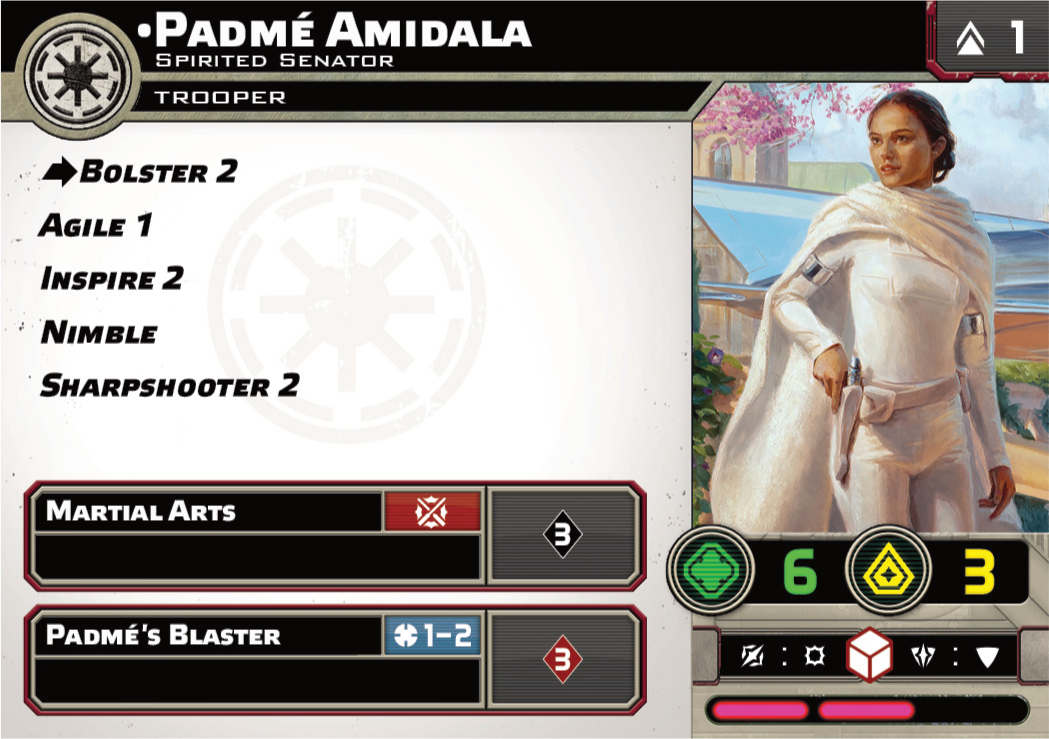 •Padmé Amidala
1
Spirited Senator
Trooper
Bolster 2
Agile 1
Inspire 2
Nimble
Sharpshooter 2
Martial Arts
3
Padmé's Blaster
1–2
3
6
3
:
: